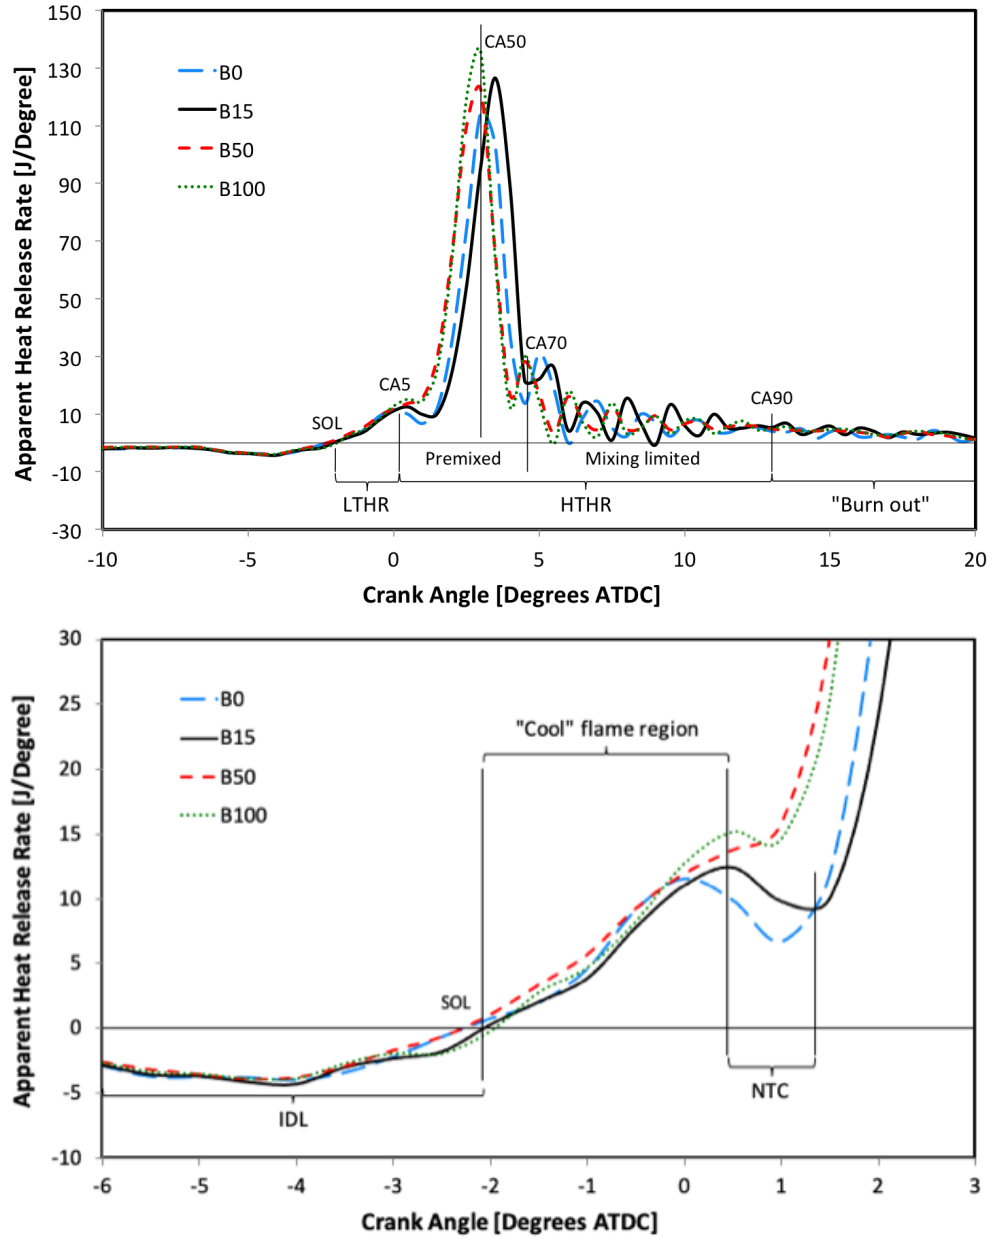 150
130
110
90
70
50
30
10
-10
-30
Apparent Heat Release Rate [J/Degree]
B0
B15
B50
B100
CA50
CA70
CA5
CA90
SOL
Premixed
Mixing limited
LTHR
HTHR
"Burn out"
-10
-5
0
5
10
15
20
Crank Angle [Degrees ATDC]
30
25
20
15
10
5
0
-5
-10
Apparent Heat Release Rate [J/Degree]
B0
B15
B50
B100
"Cool" flame region
SOL
IDL
NTC
-6
-5
-4
-3
-2
-1
0
1
2
3
Crank Angle [Degrees ATDC]